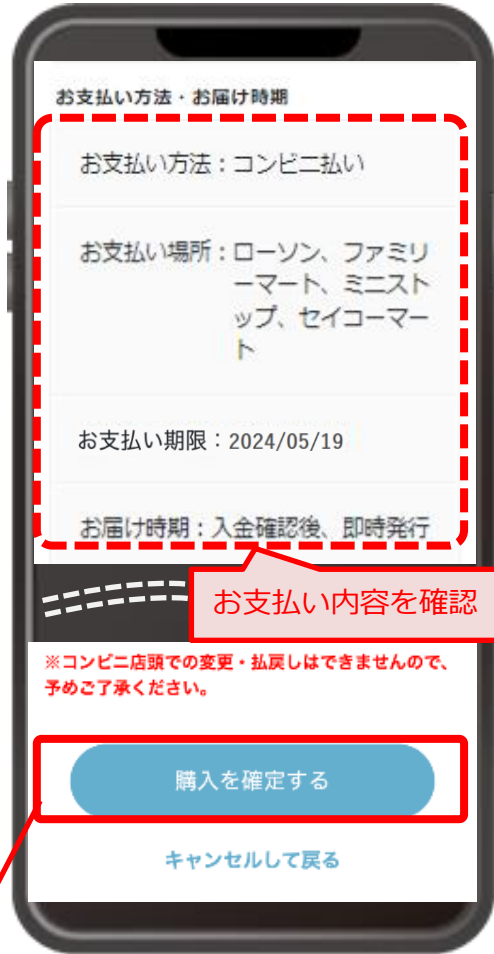 お支払い方法・お届け時期
お支払い方法：コンビニ払い
お支払い場所：ローソン、ファミリ
ーマート、ミニスト
ップ、セイコーマー
ト
お支払い期限：2024/05/19
お届け時期：入金確認後、即時発行
お支払い内容を確認
※コンビニ店頭での変更・払戻しはできませんので、
予めご了承ください。
購入を確定する
キャンセルして戻る